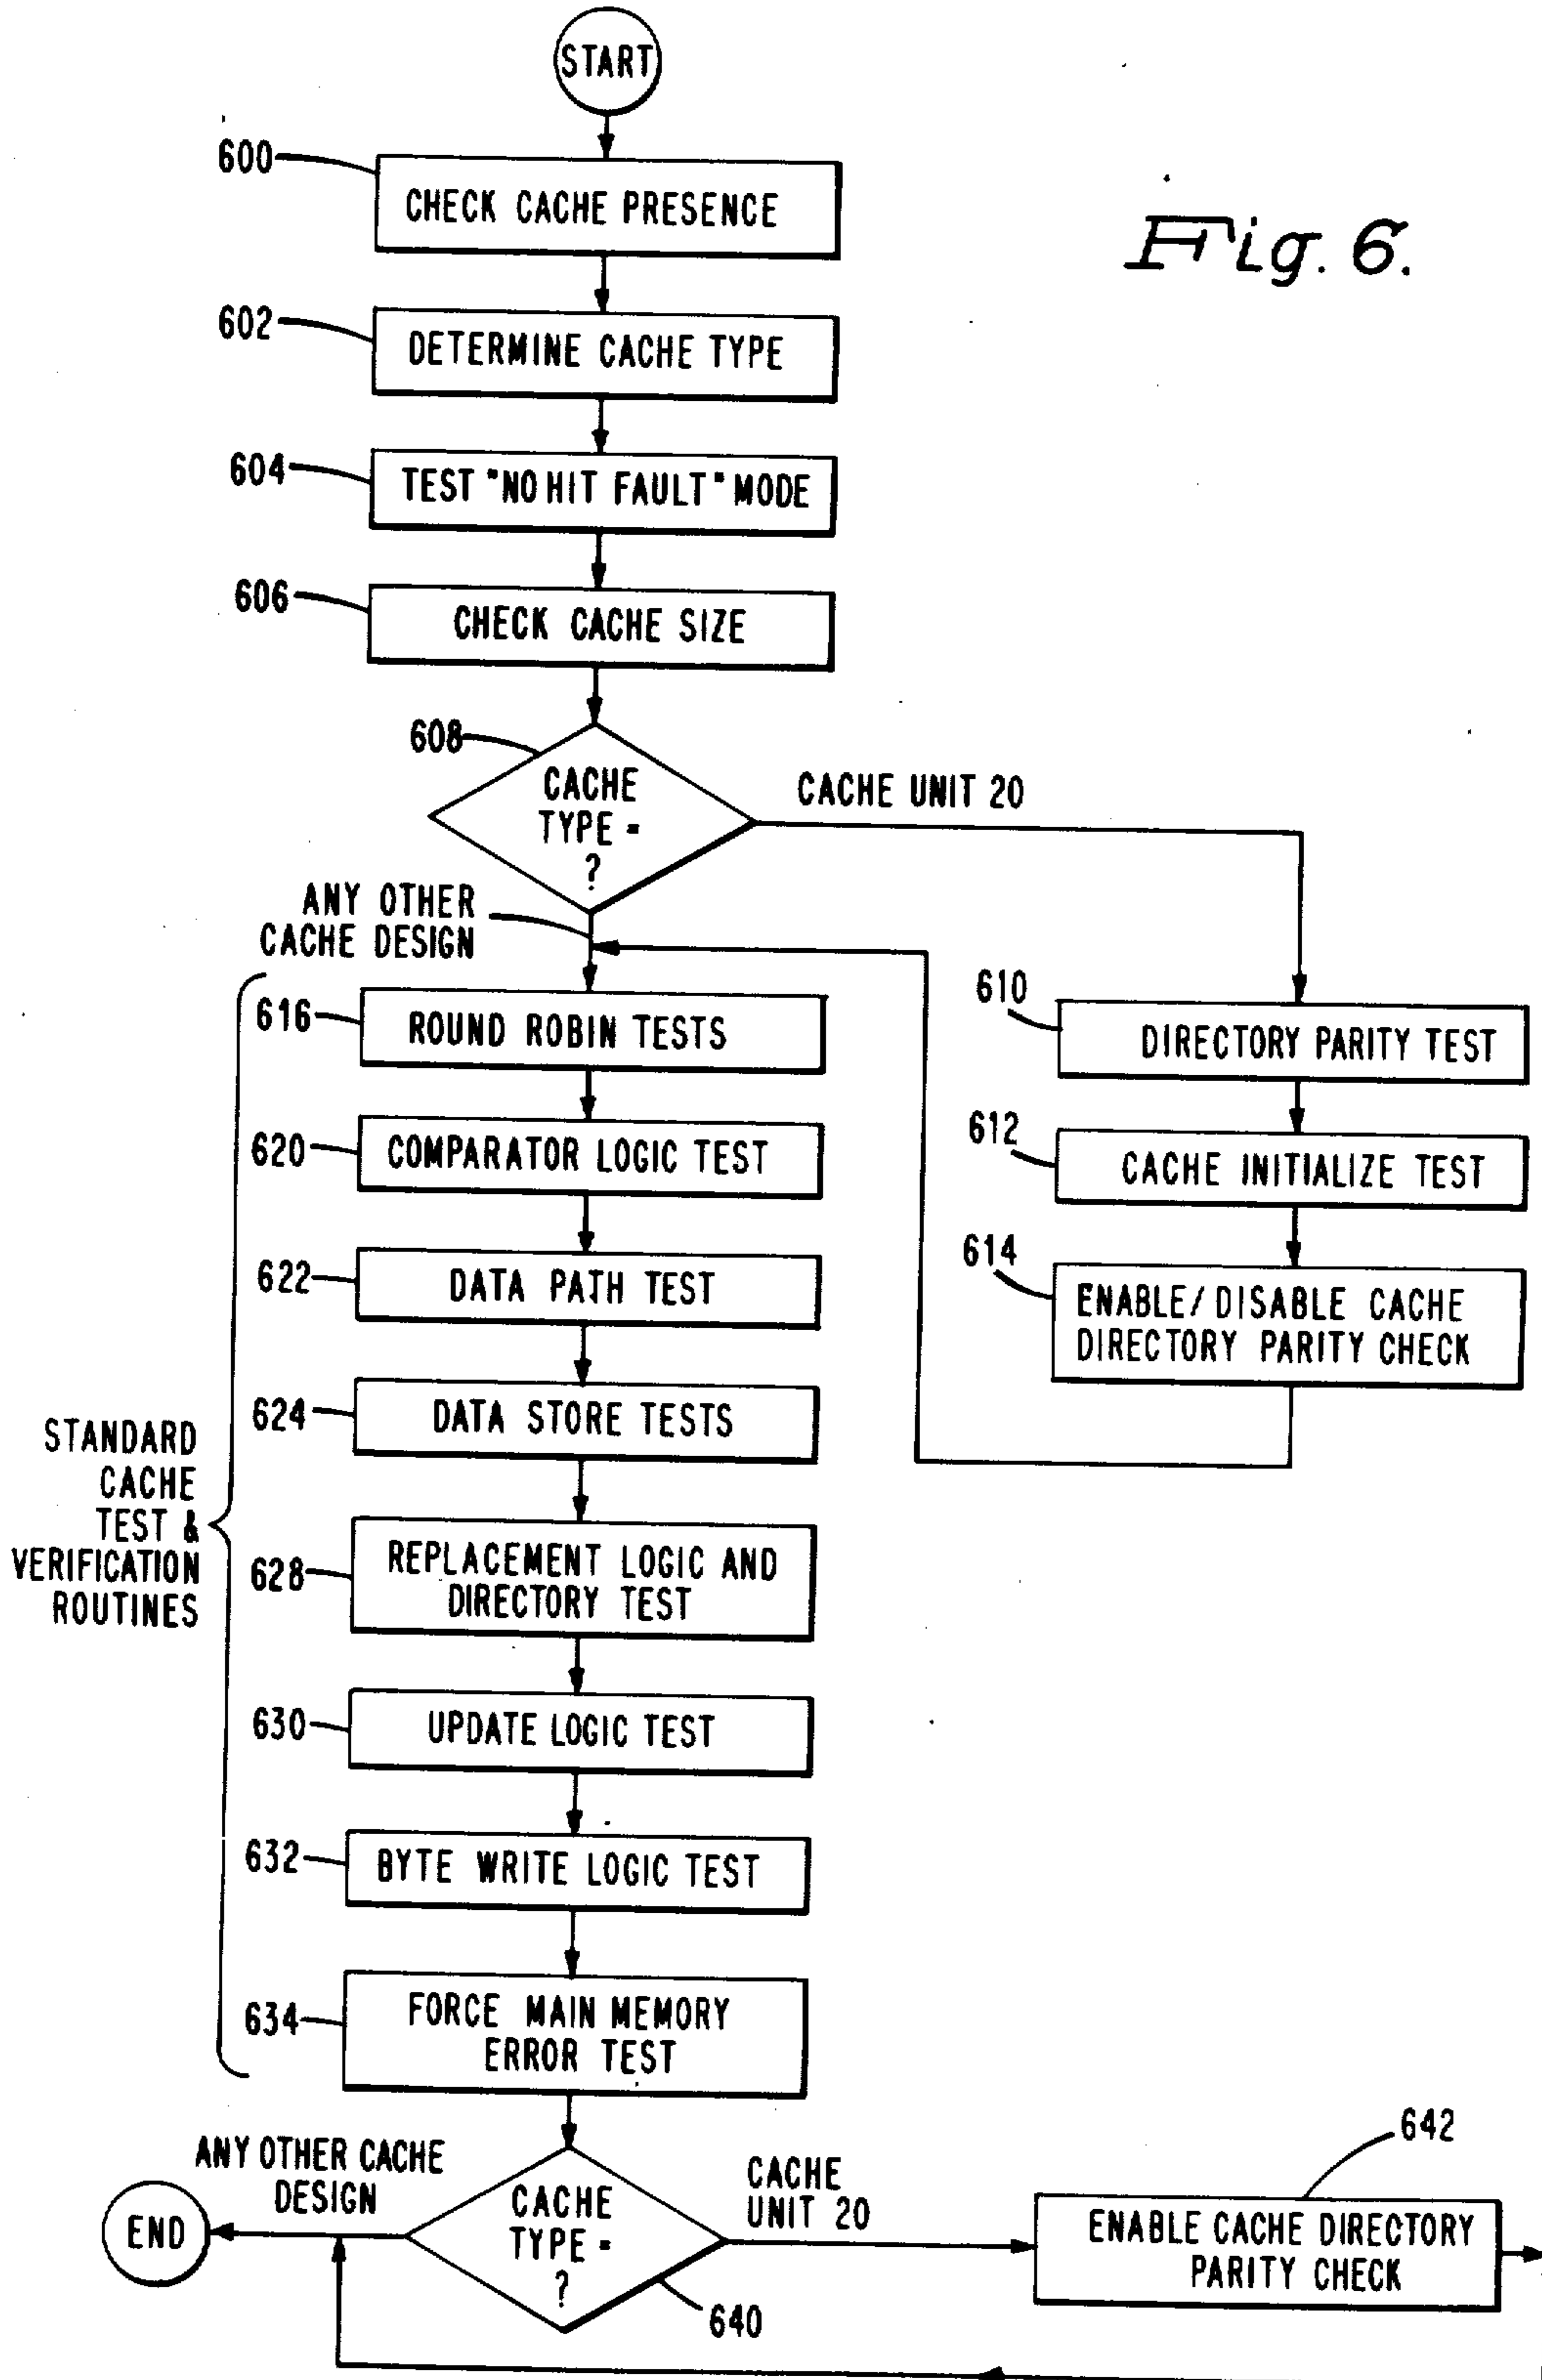 START
600
CHECK CACHE PRESENCE
Fig. 6.
602
DETERMINE CACHE TYPE
604
TEST "NO HIT FAULT" MODE
606
CHECK CACHE SIZE
608
CACHE
TYPE =
?
CACHE UNIT 20
ANY OTHER
CACHE DESIGN
616
ROUND ROBIN TESTS
610
DIRECTORY PARITY TEST
620
COMPARATOR LOGIC TEST
612
CACHE INITIALIZE TEST
622
DATA PATH TEST
614
ENABLE/DISABLE CACHE
DIRECTORY PARITY CHECK
624
DATA STORE TESTS
STANDARD
CACHE
TEST &
VERIFICATION
ROUTINES
628
REPLACEMENT LOGIC AND
DIRECTORY TEST
630
UPDATE LOGIC TEST
632
BYTE WRITE LOGIC TEST
634
FORCE MAIN MEMORY
ERROR TEST
ANY OTHER CACHE
DESIGN
END
CACHE
TYPE =
?
640
CACHE
UNIT 20
642
ENABLE CACHE DIRECTORY
PARITY CHECK